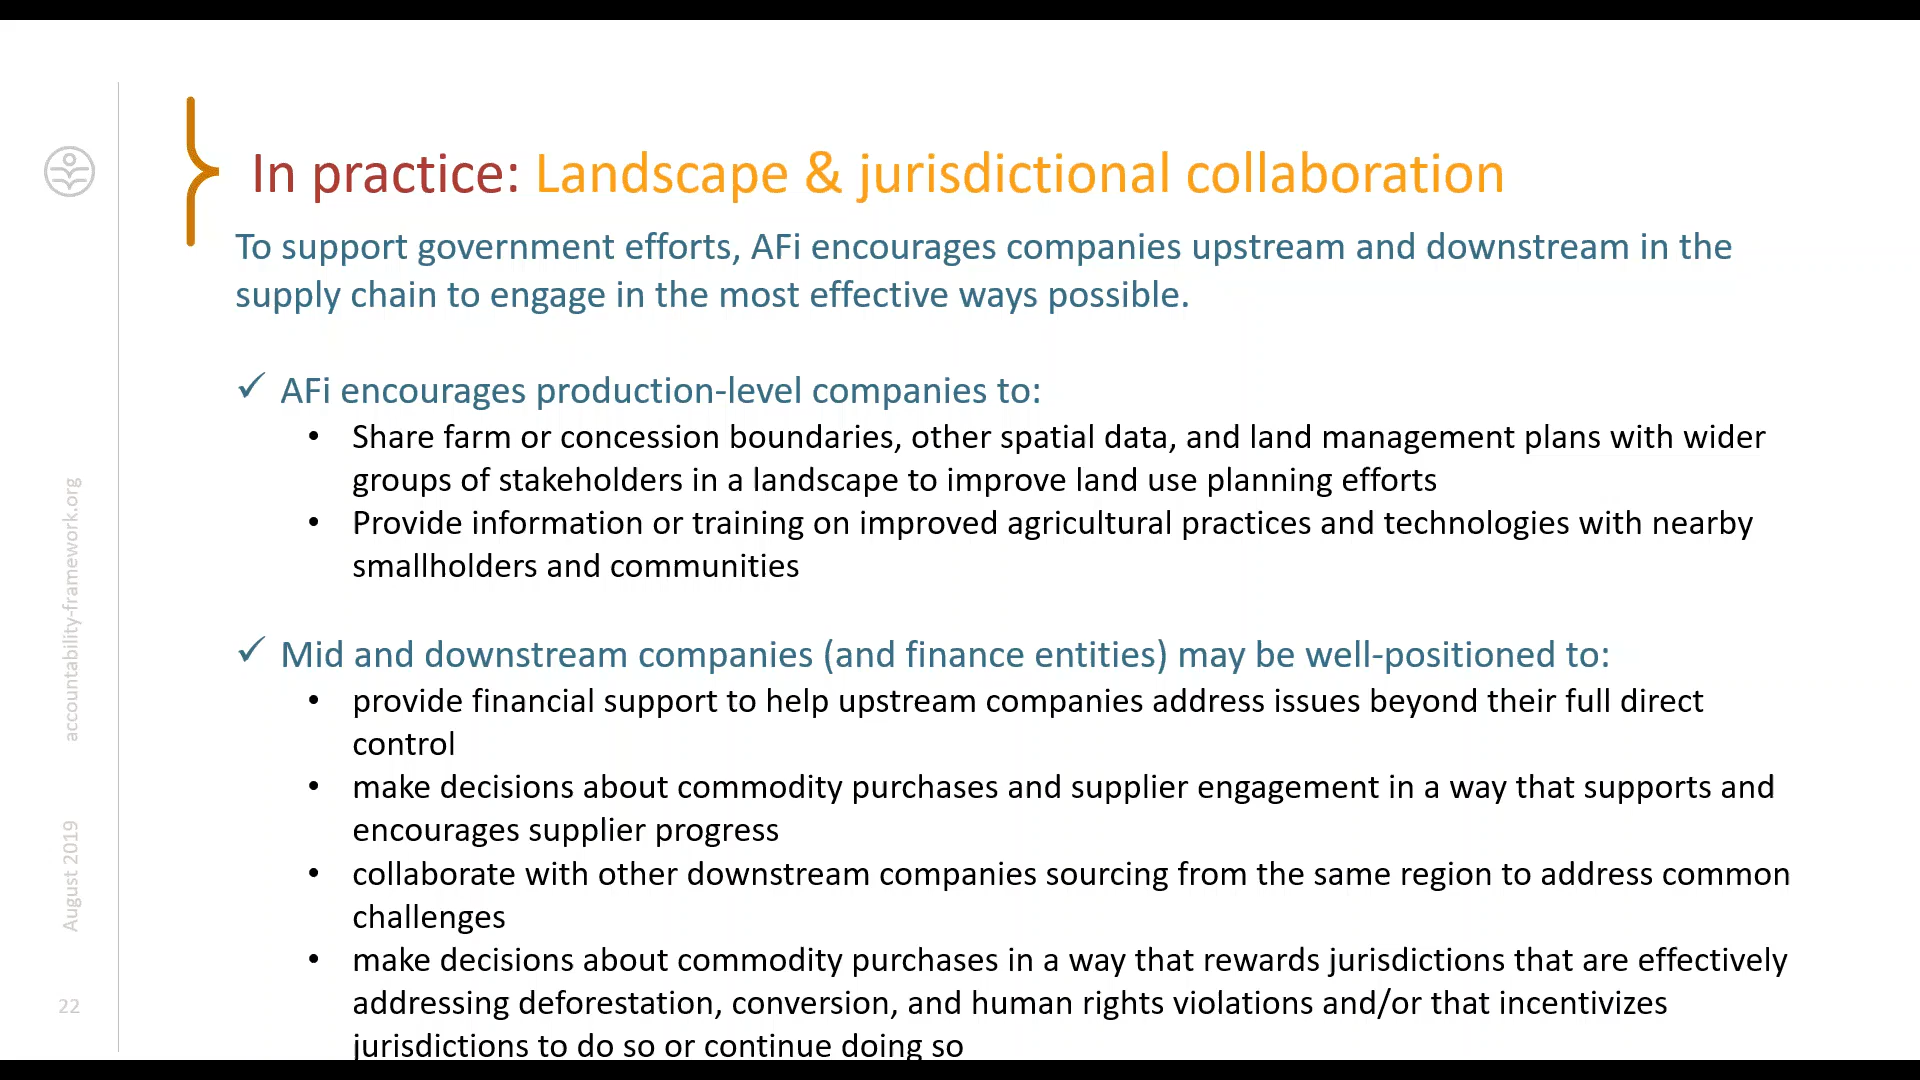 In practice: Landscape & jurisdictional collaboration
To support government efforts, AFi encourages companies upstream and downstream in the
supply chain to engage in the most effective ways possible.
✓ AFi encourages production-level companies to:
• Share farm or concession boundaries, other spatial data, and land management plans with wider
groups of stakeholders in a landscape to improve land use planning efforts
• Provide information or training on improved agricultural practices and technologies with nearby
smallholders and communities
✓ Mid and downstream companies (and finance entities) may be well-positioned to:
• provide financial support to help upstream companies address issues beyond their full direct
control
• make decisions about commodity purchases and supplier engagement in a way that supports and
encourages supplier progress
• collaborate with other downstream companies sourcing from the same region to address common
challenges
• make decisions about commodity purchases in a way that rewards jurisdictions that are effectively
addressing deforestation, conversion, and human rights violations and/or that incentivizes
jurisdictions to do so or continue doing so
accountability-framework.org
August 2019
22